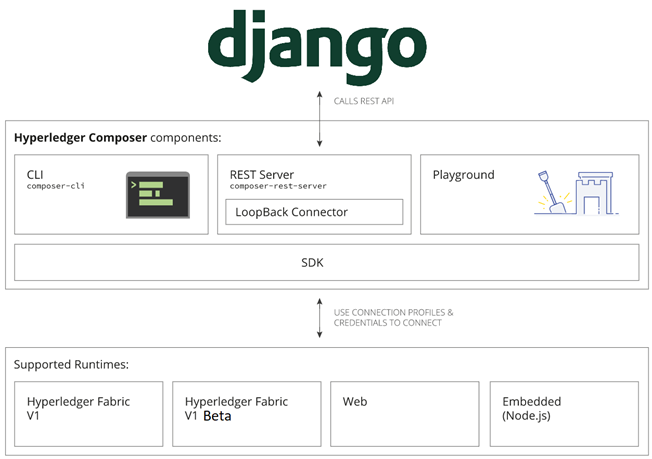 django
CALLS REST API
Hyperledger Composer components:
CLI
composer-cli
REST Server
composer-rest-server
LoopBack Connector
Playground
SDK
USE CONNECTION PROFILES &
CREDENTIALS TO CONNECT
Supported Runtimes:
Hyperledger Fabric
V1
Hyperledger Fabric
V1 Beta
Web
Embedded
(Node.js)